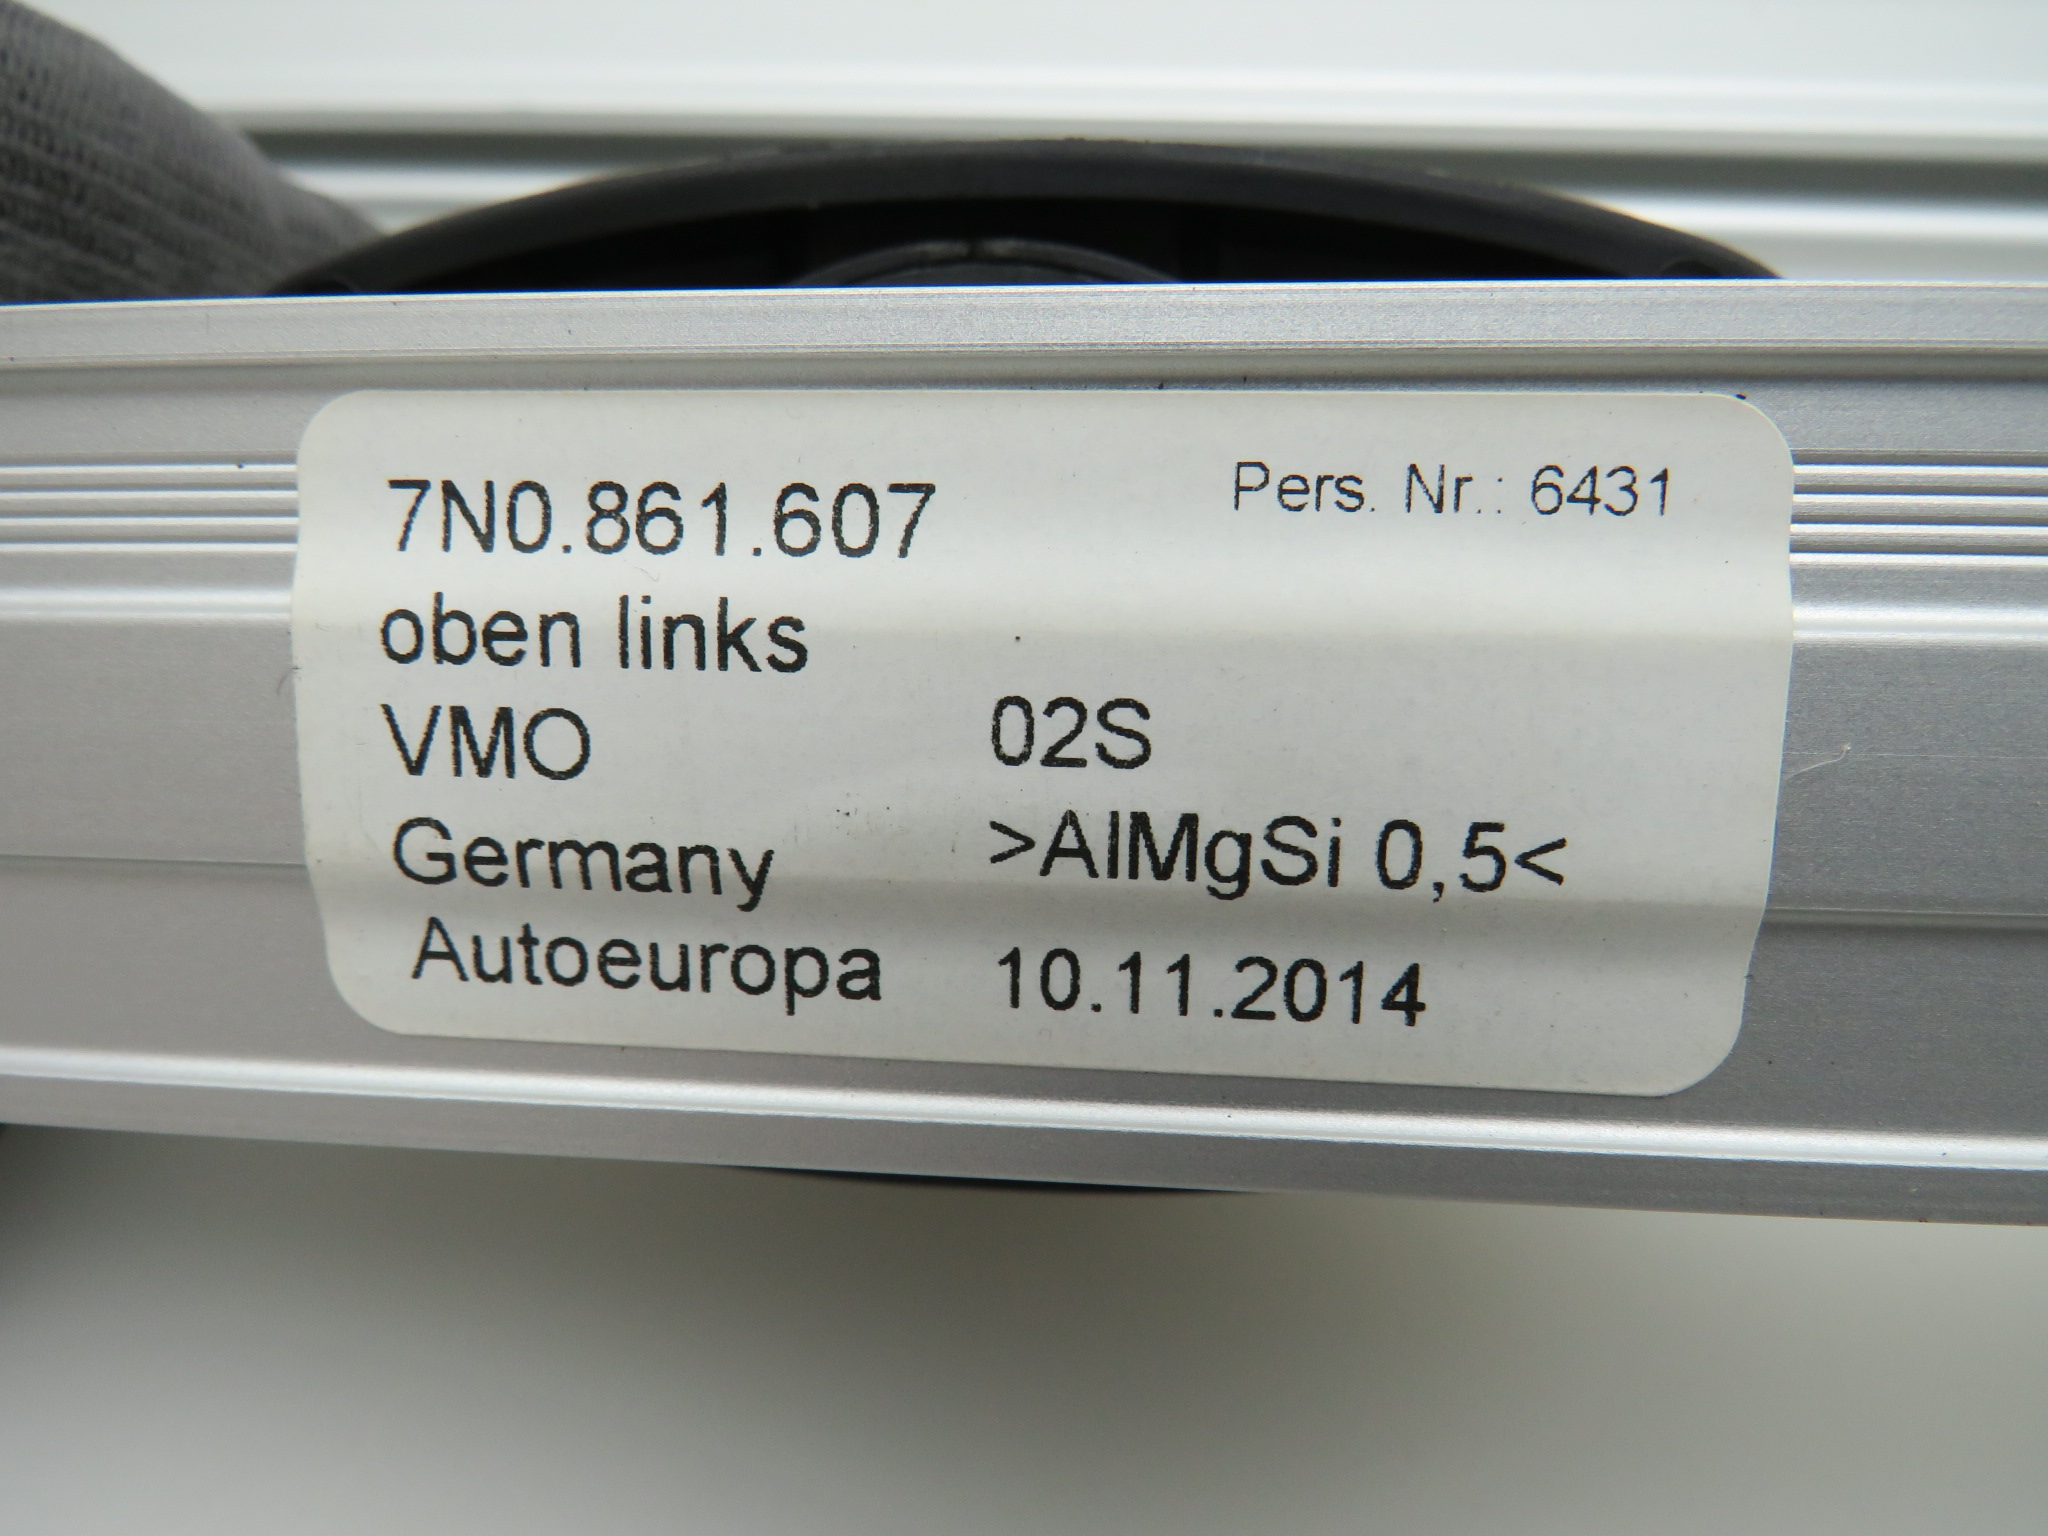 7N0.861.607 Pers. Nr.: 6431
oben links
VMO 02S
Germany >AlMgSi 0,5<
Autoeuropa 10.11.2014